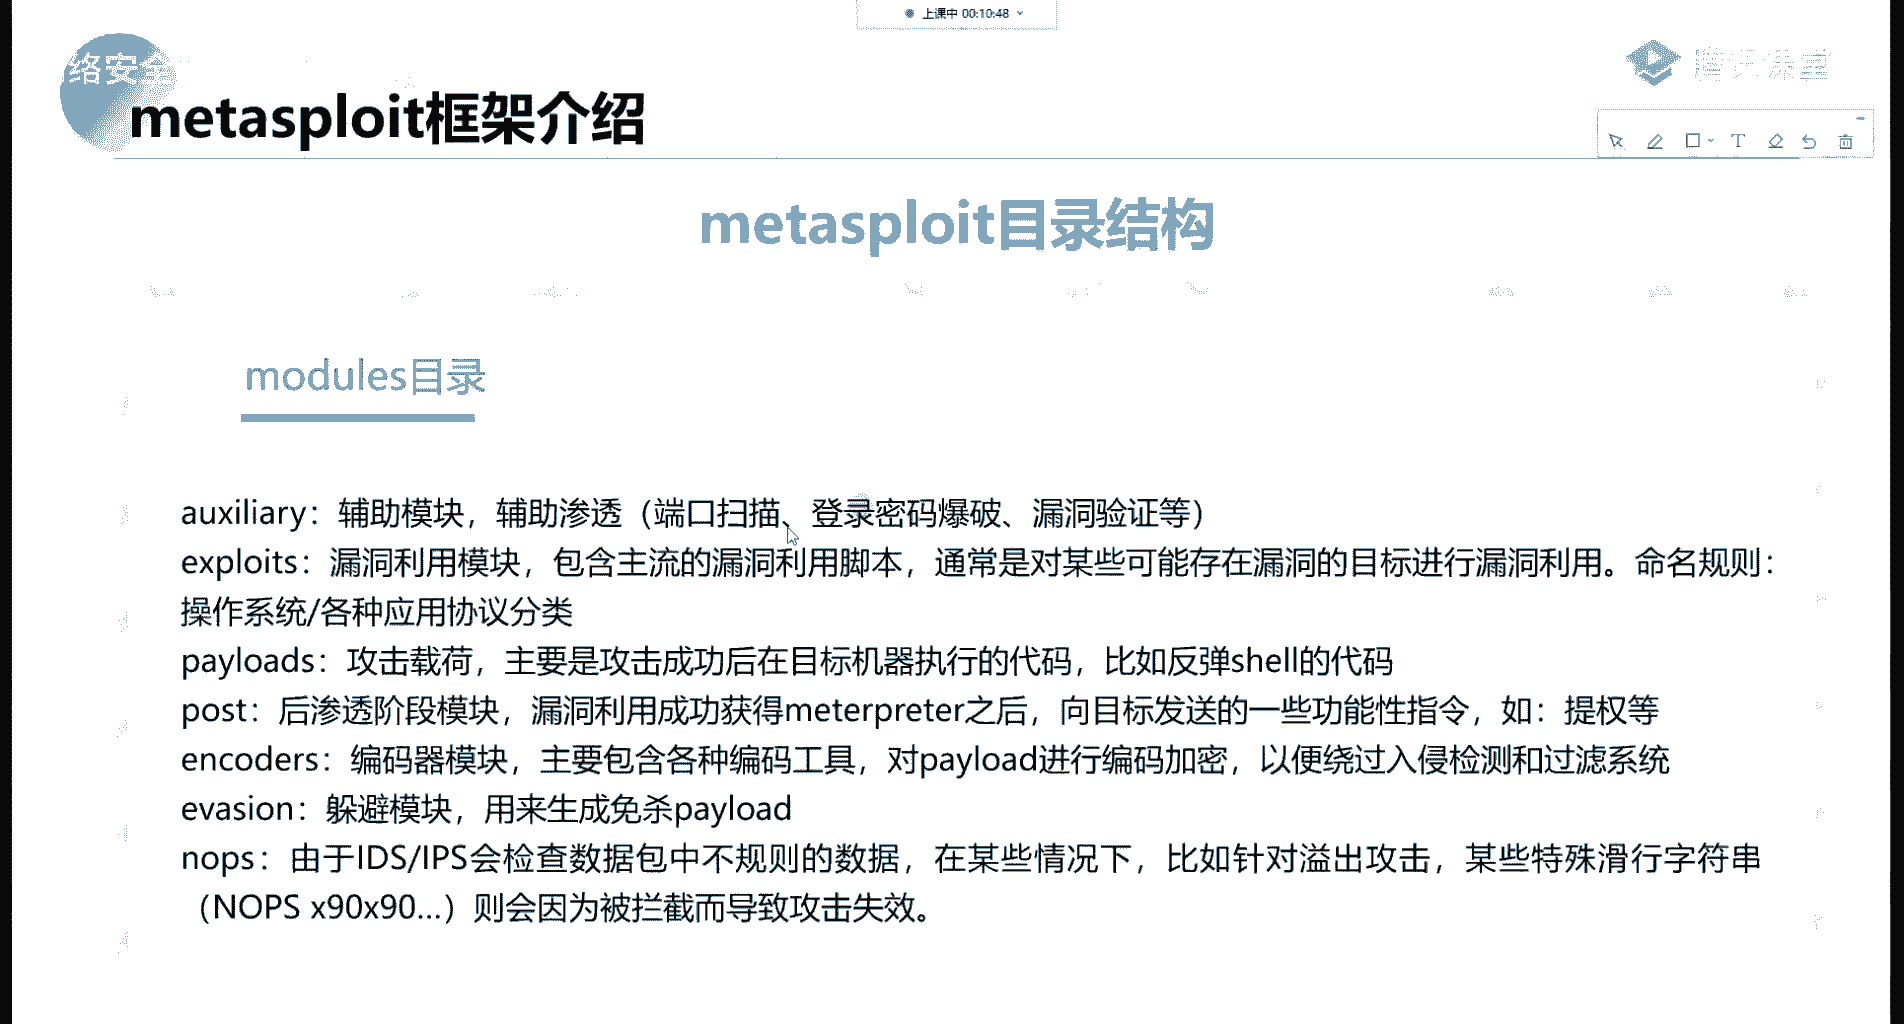 上课中 00:10:48
络安全
metasploit框架介绍
metasploit目录结构
modules目录
auxiliary：辅助模块，辅助渗透（端口扫描、登录密码爆破、漏洞验证等）
exploits：漏洞利用模块，包含主流的漏洞利用脚本，通常是对某些可能存在漏洞的目标进行漏洞利用。命名规则：
操作系统/各种应用协议分类
payloads：攻击载荷，主要是攻击成功后在目标机器执行的代码，比如反弹shell的代码
post：后渗透阶段模块，漏洞利用成功获得meterpreter之后，向目标发送的一些功能性指令，如：提权等
encoders：编码器模块，主要包含各种编码工具，对payload进行编码加密，以便绕过入侵检测和过滤系统
evasion：躲避模块，用来生成免杀payload
nops：由于IDS/IPS会检查数据包中不规则的数据，在某些情况下，比如针对溢出攻击，某些特殊滑行字符串
（NOPS x90x90...）则会因为被拦截而导致攻击失效。